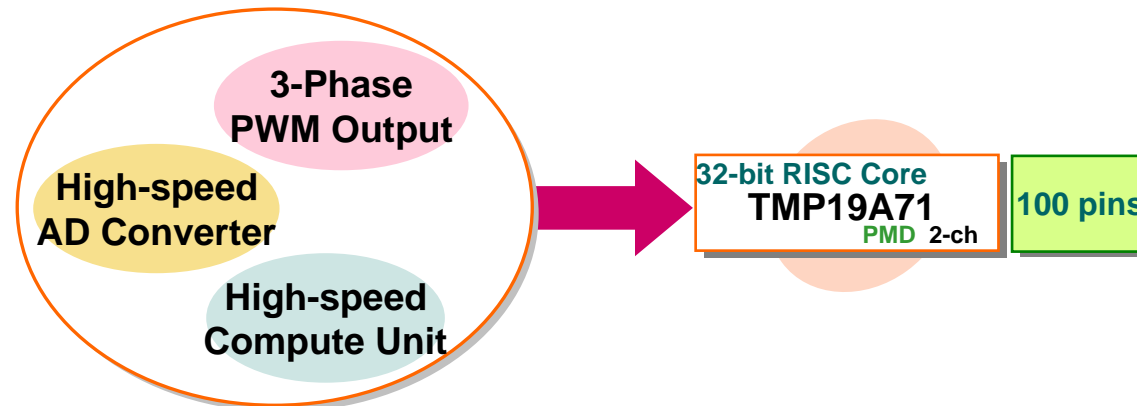 3-Phase
PWM Output
High-speed
AD Converter
High-speed
Compute Unit
32-bit RISC Core
TMP19A71
PMD 2-ch
100 pins